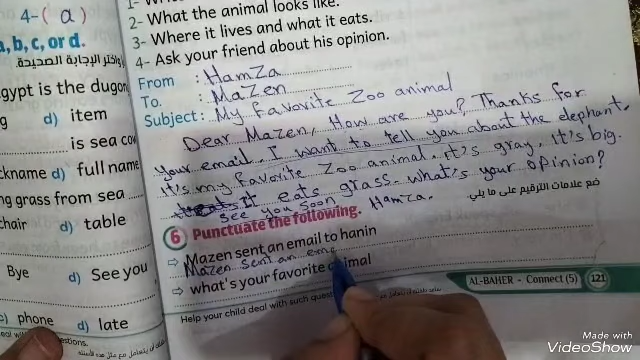 4-( a )
a, b, c, or d.
اختر الإجابة الصحيحة.
gypt is the dugon
d) item
is sea cow
ckname d) full name
ng grass from sea
chair d) table
Bye d) See you
phone d) late
2- What the animal looks like.
3- Where it lives and what it eats.
4- Ask your friend about his opinion.
From : HamZa
To : MaZen
Subject: My favorite Zoo animal
Dear MaZen, How are you? Thanks for
your email. I want to tell you about the elephant.
it's my favorite Zoo animal. it's gray, it's big.
it eats grass. what's your opinion?
see you soon Hamza.
ضع علامات الترقيم على ما يلي
6 Punctuate the following.
⇨ Mazen sent an email to hanin
Mazen sent an ema
⇨ what's your favorite animal
AL-BAHER - Connect (5) 121
Help your child deal with such quest
Made with
VideoShow